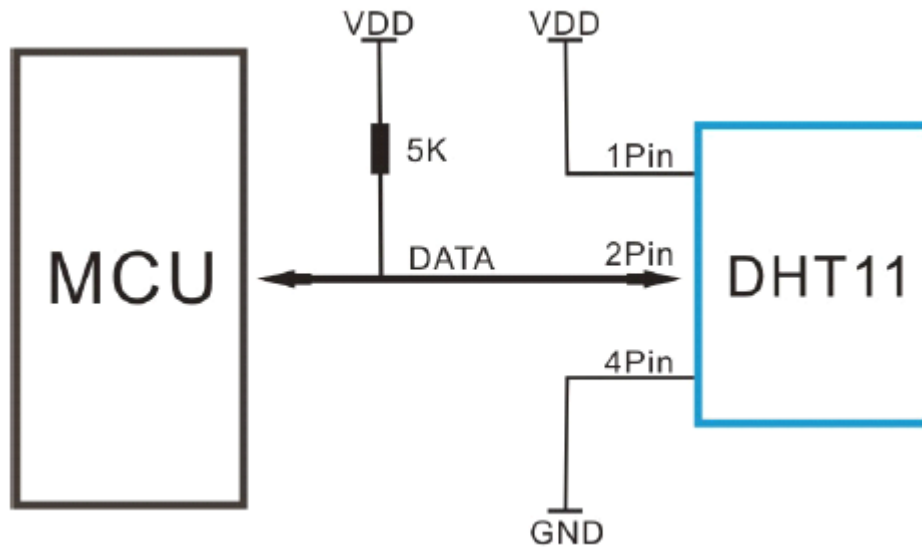 VDD
VDD
5K
1Pin
MCU
DATA
2Pin
DHT11
4Pin
GND